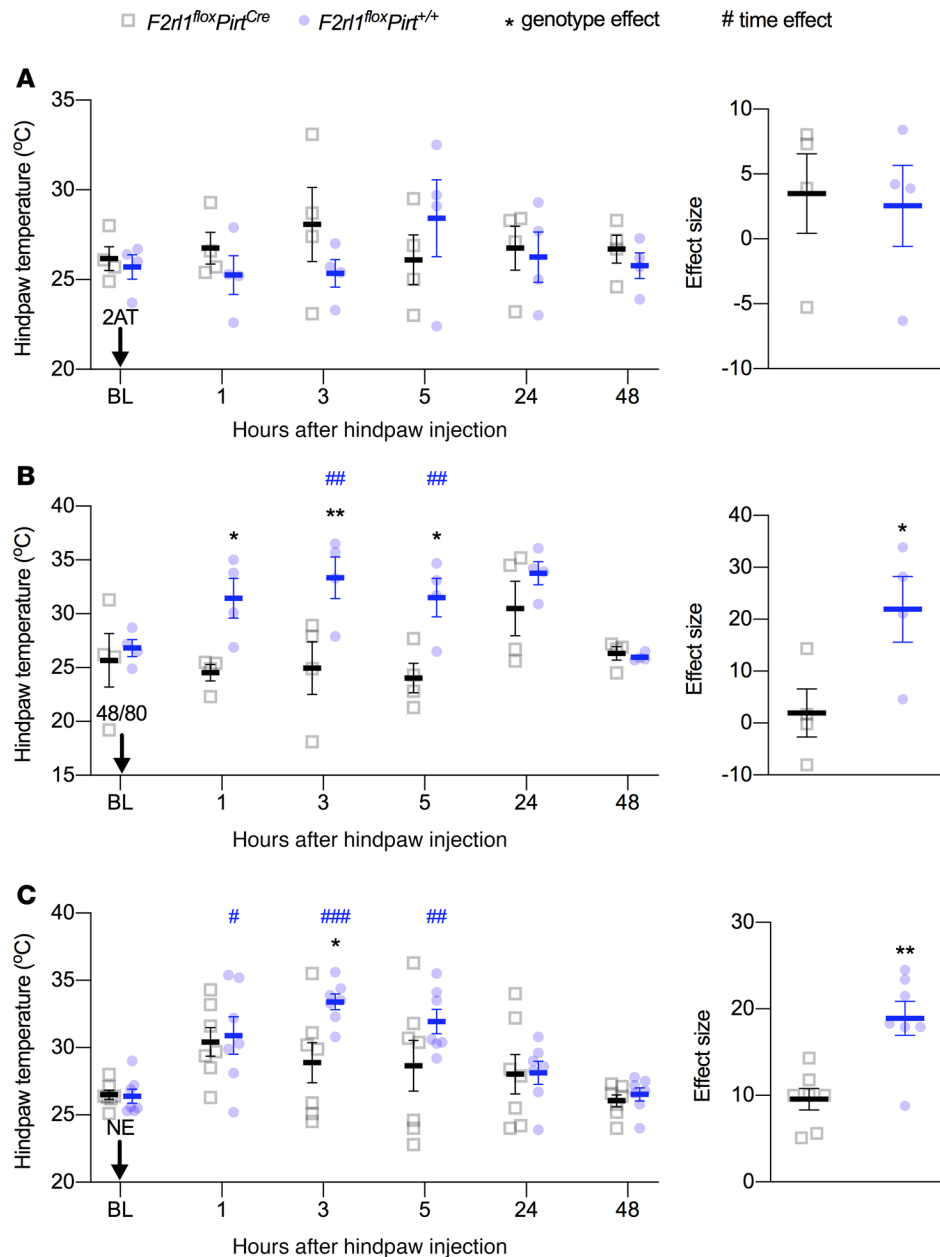 F2rl1floxPirtCre F2rl1floxPirt+/+ * genotype effect # time effect
A
Hindpaw temperature (ºC)
35
30
25
20
2AT
BL 1 3 5 24 48
Hours after hindpaw injection
Effect size
10
5
0
-5
-10
B
Hindpaw temperature (ºC)
40
35
30
25
20
15
## ##
* ** *
48/80
BL 1 3 5 24 48
Hours after hindpaw injection
Effect size
40
30
20
10
0
-10
*
C
Hindpaw temperature (ºC)
40
35
30
25
20
# ### ##
*
NE
BL 1 3 5 24 48
Hours after hindpaw injection
Effect size
30
20
10
0
**